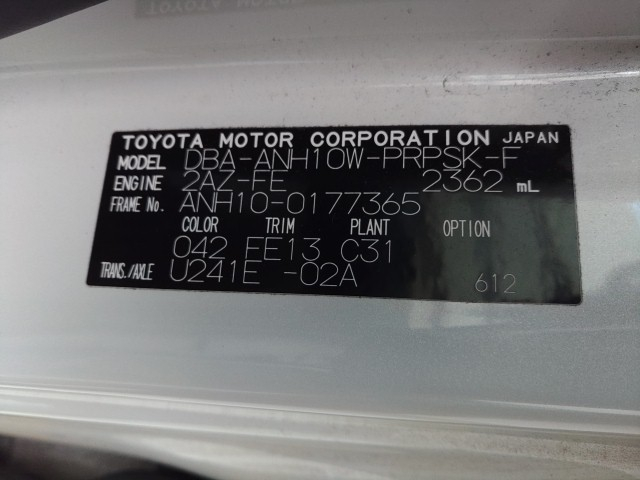 TOYOTA MOTOR CORPORATION JAPAN
MODEL DBA-ANH10W-PRPSK-F
ENGINE 2AZ-FE 2362 mL
FRAME No. ANH10-0177365
COLOR TRIM PLANT OPTION
042 FE13 C31
TRANS./AXLE U241E -02A 612